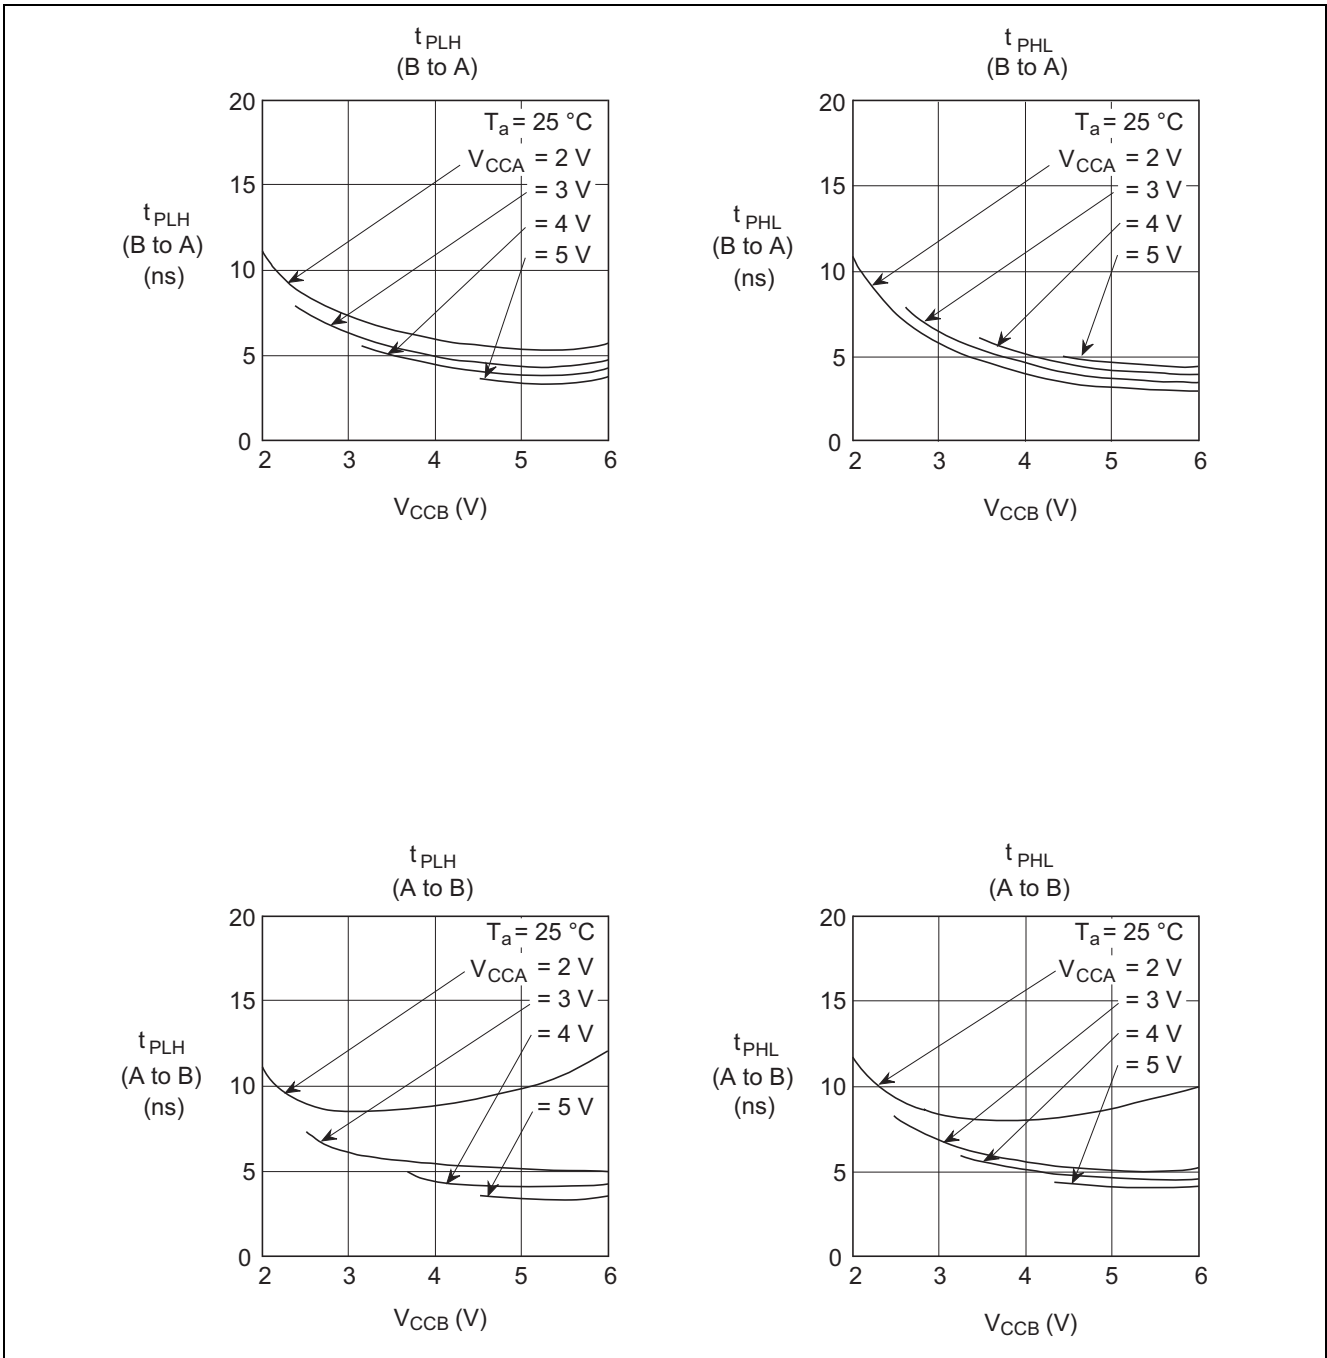 t PLH
(B to A)
20
15
10
5
0
2 3 4 5 6
t PLH
(B to A)
(ns)
Ta = 25 °C
VCCA = 2 V
= 3 V
= 4 V
= 5 V
VCCB (V)
t PHL
(B to A)
20
15
10
5
0
2 3 4 5 6
t PHL
(B to A)
(ns)
Ta = 25 °C
VCCA = 2 V
= 3 V
= 4 V
= 5 V
VCCB (V)
t PLH
(A to B)
20
15
10
5
0
2 3 4 5 6
t PLH
(A to B)
(ns)
Ta = 25 °C
VCCA = 2 V
= 3 V
= 4 V
= 5 V
VCCB (V)
t PHL
(A to B)
20
15
10
5
0
2 3 4 5 6
t PHL
(A to B)
(ns)
Ta = 25 °C
VCCA = 2 V
= 3 V
= 4 V
= 5 V
VCCB (V)